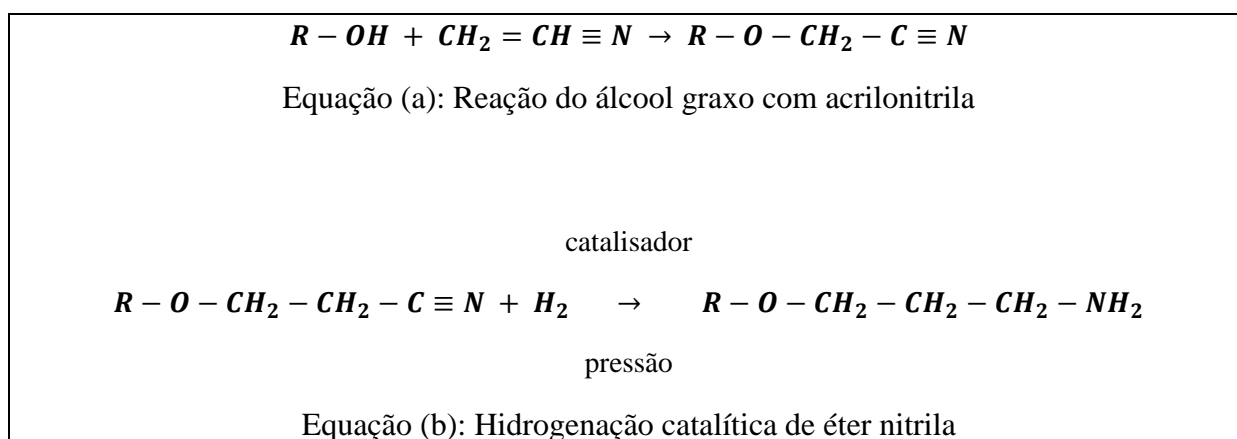 R − OH + CH₂ = CH ≡ N → R − O − CH₂ − C ≡ N
Equação (a): Reação do álcool graxo com acrilonitrila
catalisador
R − O − CH₂ − CH₂ − C ≡ N + H₂ → R − O − CH₂ − CH₂ − CH₂ − NH₂
pressão
Equação (b): Hidrogenação catalítica de éter nitrila